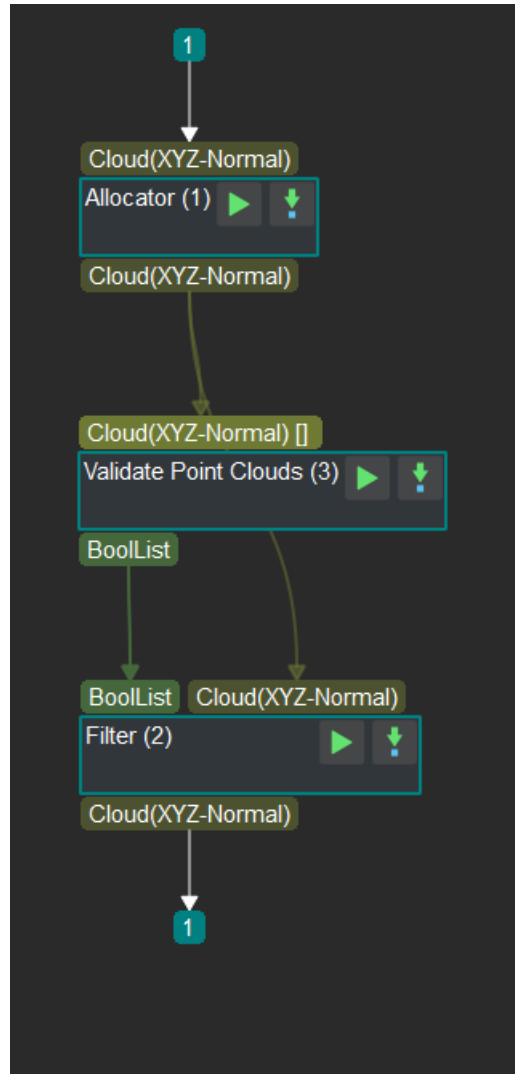 1
Cloud(XYZ-Normal)
Allocator (1)
Cloud(XYZ-Normal)
Cloud(XYZ-Normal) []
Validate Point Clouds (3)
BoolList
BoolList Cloud(XYZ-Normal)
Filter (2)
Cloud(XYZ-Normal)
1